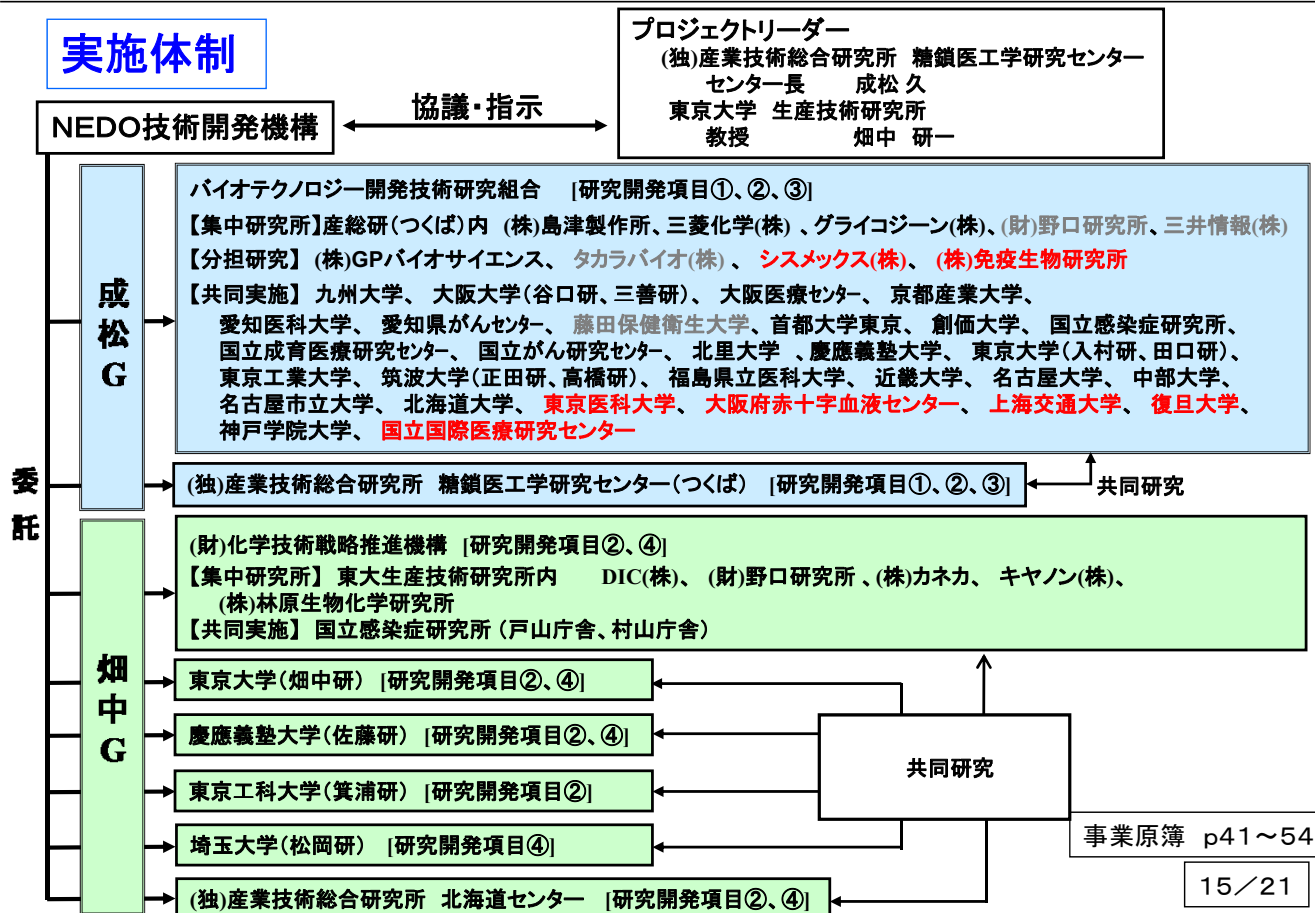 実施体制
プロジェクトリーダー
(独)産業技術総合研究所 糖鎖医工学研究センター
センター長 成松 久
東京大学 生産技術研究所
教授 畑中 研一
協議・指示
NEDO技術開発機構
委託
成松G
バイオテクノロジー開発技術研究組合 [研究開発項目①、②、③]
【集中研究所】産総研(つくば)内 (株)島津製作所、三菱化学(株) 、グライコジーン(株)、(財)野口研究所、三井情報(株)
【分担研究】 (株)GPバイオサイエンス、 タカラバイオ(株) 、 シスメックス(株)、 (株)免疫生物研究所
【共同実施】 九州大学、 大阪大学(谷口研、三善研)、 大阪医療センター、 京都産業大学、
愛知医科大学、 愛知県がんセンター、 藤田保健衛生大学、首都大学東京、 創価大学、 国立感染症研究所、
国立成育医療研究センター、 国立がん研究センター、 北里大学 、慶應義塾大学、 東京大学(入村研、田口研)、
東京工業大学、 筑波大学(正田研、高橋研)、 福島県立医科大学、 近畿大学、 名古屋大学、 中部大学、
名古屋市立大学、 北海道大学、 東京医科大学、 大阪府赤十字血液センター、 上海交通大学、 復旦大学、
神戸学院大学、 国立国際医療研究センター
(独)産業技術総合研究所 糖鎖医工学研究センター(つくば) [研究開発項目①、②、③]
共同研究
畑中G
(財)化学技術戦略推進機構 [研究開発項目②、④]
【集中研究所】 東大生産技術研究所内 DIC(株)、 (財)野口研究所 、(株)カネカ、 キヤノン(株)、
(株)林原生物化学研究所
【共同実施】 国立感染症研究所 (戸山庁舎、村山庁舎)
東京大学(畑中研) [研究開発項目②、④]
慶應義塾大学(佐藤研) [研究開発項目②、④]
東京工科大学(箕浦研) [研究開発項目②]
埼玉大学(松岡研) [研究開発項目④]
(独)産業技術総合研究所 北海道センター [研究開発項目②、④]
共同研究
事業原簿 p41～54
15／21